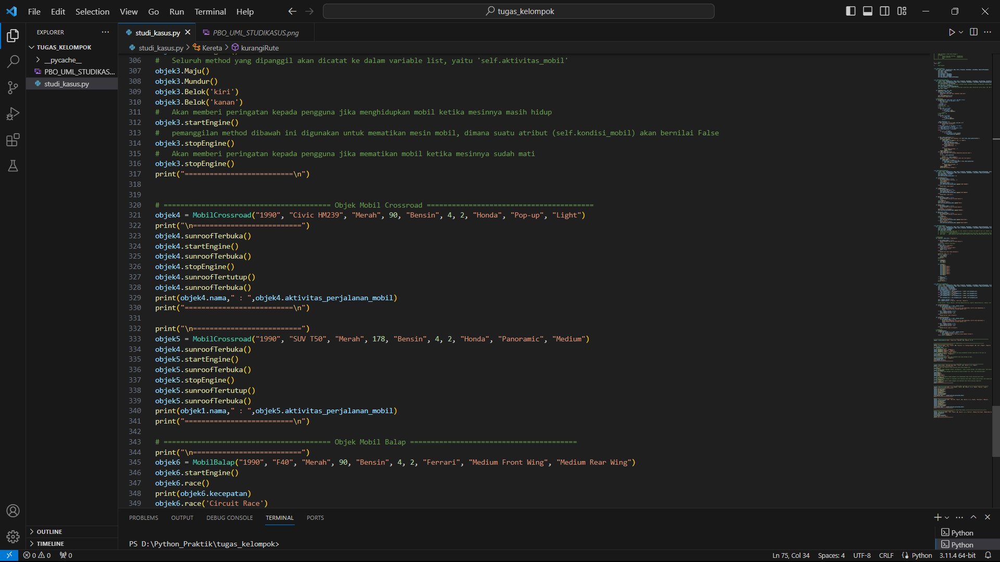 File Edit Selection View Go Run Terminal Help
tugas_kelompok
EXPLORER
studi_kasus.py
PBO_UML_STUDIKASUS.png
TUGAS_KELOMPOK
__pycache__
PBO_UML_STUDIKAS...
studi_kasus.py
studi_kasus.py > Kereta > kurangiRute
306 #   Seluruh method yang dipanggil akan dicatat ke dalam variable list, yaitu 'self.aktivitas_mobil'
307 objek3.Maju()
308 objek3.Mundur()
309 objek3.Belok('kiri')
310 objek3.Belok('kanan')
311 #   Akan memberi peringatan kepada pengguna jika menghidupkan mobil ketika mesinnya masih hidup
312 objek3.startEngine()
313 #   pemanggilan method dibawah ini digunakan untuk mematikan mesin mobil, dimana suatu atribut (self.kondisi_mobil) akan bernilai False
314 objek3.stopEngine()
315 #   Akan memberi peringatan kepada pengguna jika mematikan mobil ketika mesinnya sudah mati
316 objek3.stopEngine()
317 print("==========================\n")
318
319
320 # ======================================== Objek Mobil Crossroad ========================================
321 objek4 = MobilCrossroad("1990", "Civic HM239", "Merah", 90, "Bensin", 4, 2, "Honda", "Pop-up", "Light")
322 print("\n==========================")
323 objek4.sunroofTerbuka()
324 objek4.startEngine()
325 objek4.sunroofTerbuka()
326 objek4.stopEngine()
327 objek4.sunroofTertutup()
328 objek4.sunroofTerbuka()
329 print(objek4.nama," : ",objek4.aktivitas_perjalanan_mobil)
330 print("==========================\n")
331
332 print("\n==========================")
333 objek5 = MobilCrossroad("1990", "SUV T50", "Merah", 178, "Bensin", 4, 2, "Honda", "Panoramic", "Medium")
334 objek4.sunroofTerbuka()
335 objek5.startEngine()
336 objek5.sunroofTerbuka()
337 objek5.stopEngine()
338 objek5.sunroofTertutup()
339 objek5.sunroofTerbuka()
340 print(objek1.nama," : ",objek5.aktivitas_perjalanan_mobil)
341 print("==========================\n")
342
343 # ======================================== Objek Mobil Balap ========================================
344 print("\n==========================")
345 objek6 = MobilBalap("1990", "F40", "Merah", 90, "Bensin", 4, 2, "Ferrari", "Medium Front Wing", "Medium Rear Wing")
346 objek6.startEngine()
347 objek6.race()
348 print(objek6.kecepatan)
349 objek6.race('Circuit Race')
PROBLEMS OUTPUT DEBUG CONSOLE TERMINAL PORTS
PS D:\Python_Praktik\tugas_kelompok>
Python
Python
OUTLINE
TIMELINE
0 0 0
Ln 75, Col 34 Spaces: 4 UTF-8 CRLF Python 3.11.4 64-bit